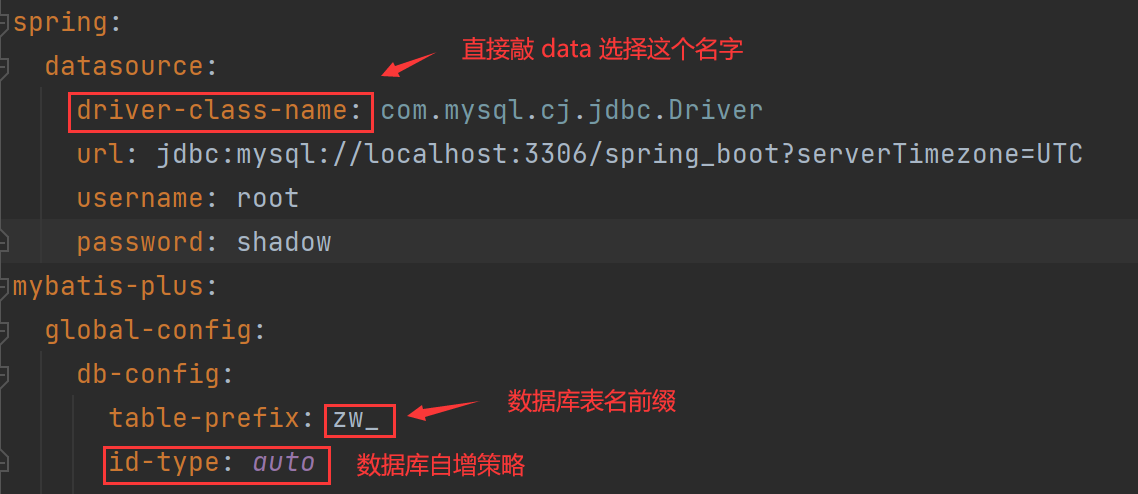 spring:
直接敲 data 选择这个名字
datasource:
driver-class-name: com.mysql.cj.jdbc.Driver
url: jdbc:mysql://localhost:3306/spring_boot?serverTimezone=UTC
username: root
password: shadow
mybatis-plus:
global-config:
db-config:
table-prefix: zw_ 数据库表名前缀
id-type: auto 数据库自增策略